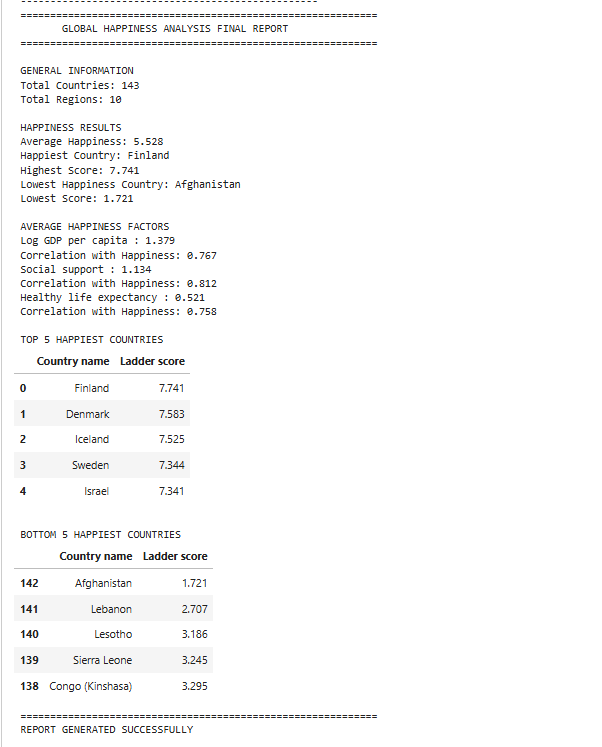 ------------------------------------------------------------
============================================================
GLOBAL HAPPINESS ANALYSIS FINAL REPORT
============================================================
GENERAL INFORMATION
Total Countries: 143
Total Regions: 10
HAPPINESS RESULTS
Average Happiness: 5.528
Happiest Country: Finland
Highest Score: 7.741
Lowest Happiness Country: Afghanistan
Lowest Score: 1.721
AVERAGE HAPPINESS FACTORS
Log GDP per capita : 1.379
Correlation with Happiness: 0.767
Social support : 1.134
Correlation with Happiness: 0.812
Healthy life expectancy : 0.521
Correlation with Happiness: 0.758
TOP 5 HAPPIEST COUNTRIES
Country name Ladder score
0 Finland 7.741
1 Denmark 7.583
2 Iceland 7.525
3 Sweden 7.344
4 Israel 7.341
BOTTOM 5 HAPPIEST COUNTRIES
Country name Ladder score
142 Afghanistan 1.721
141 Lebanon 2.707
140 Lesotho 3.186
139 Sierra Leone 3.245
138 Congo (Kinshasa) 3.295
============================================================
REPORT GENERATED SUCCESSFULLY